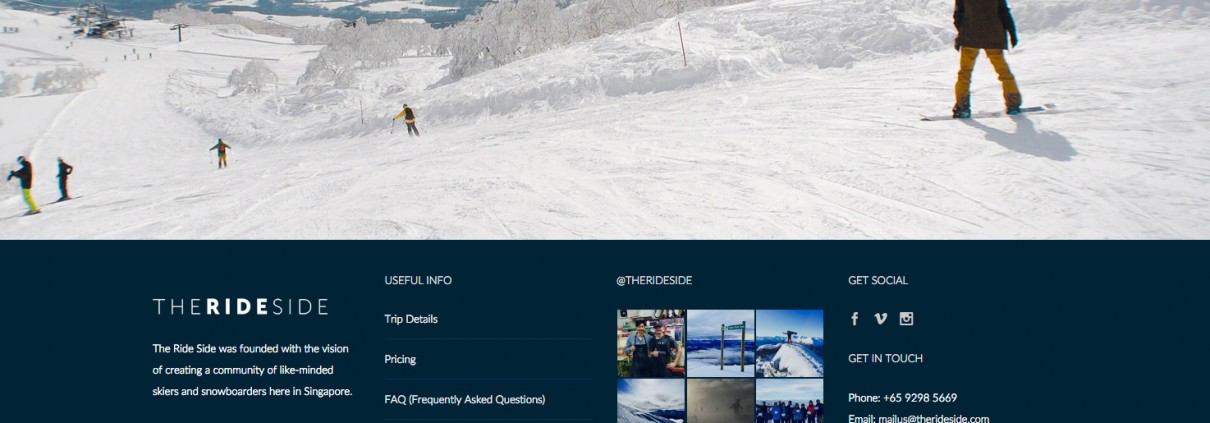 THERIDESIDE
The Ride Side was founded with the vision
of creating a community of like-minded
skiers and snowboarders here in Singapore.
USEFUL INFO
Trip Details
Pricing
FAQ (Frequently Asked Questions)
@THERIDESIDE
GET SOCIAL
GET IN TOUCH
Phone: +65 9298 5669
Email: mailus@therideside.com